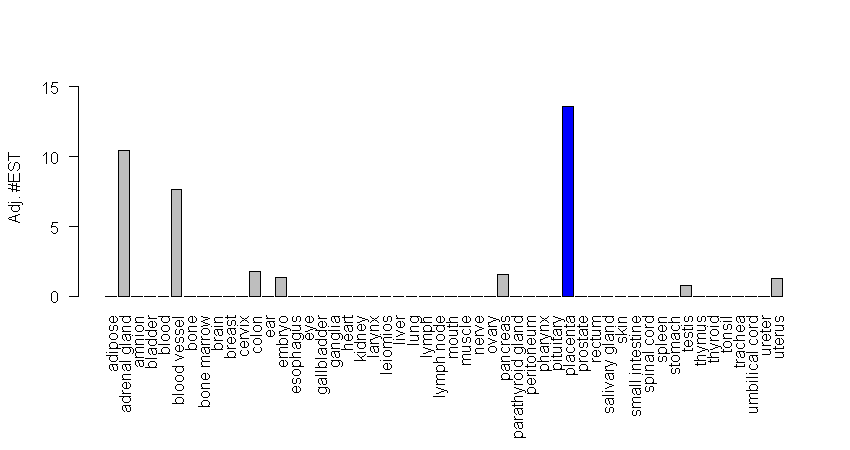 15
10
5
0
Adj. #EST
adipose
adrenal gland
amnion
bladder
blood
blood vessel
bone
bone marrow
brain
breast
cervix
colon
ear
embryo
esophagus
eye
gallbladder
ganglia
heart
kidney
larynx
leiomios
liver
lung
lymph
lymph node
mouth
muscle
nerve
ovary
pancreas
parathyroid gland
peritoneum
pharynx
pituitary
placenta
prostate
rectum
salivary gland
skin
small intestine
spinal cord
spleen
stomach
testis
thymus
thyroid
tonsil
trachea
umbilical cord
ureter
uterus